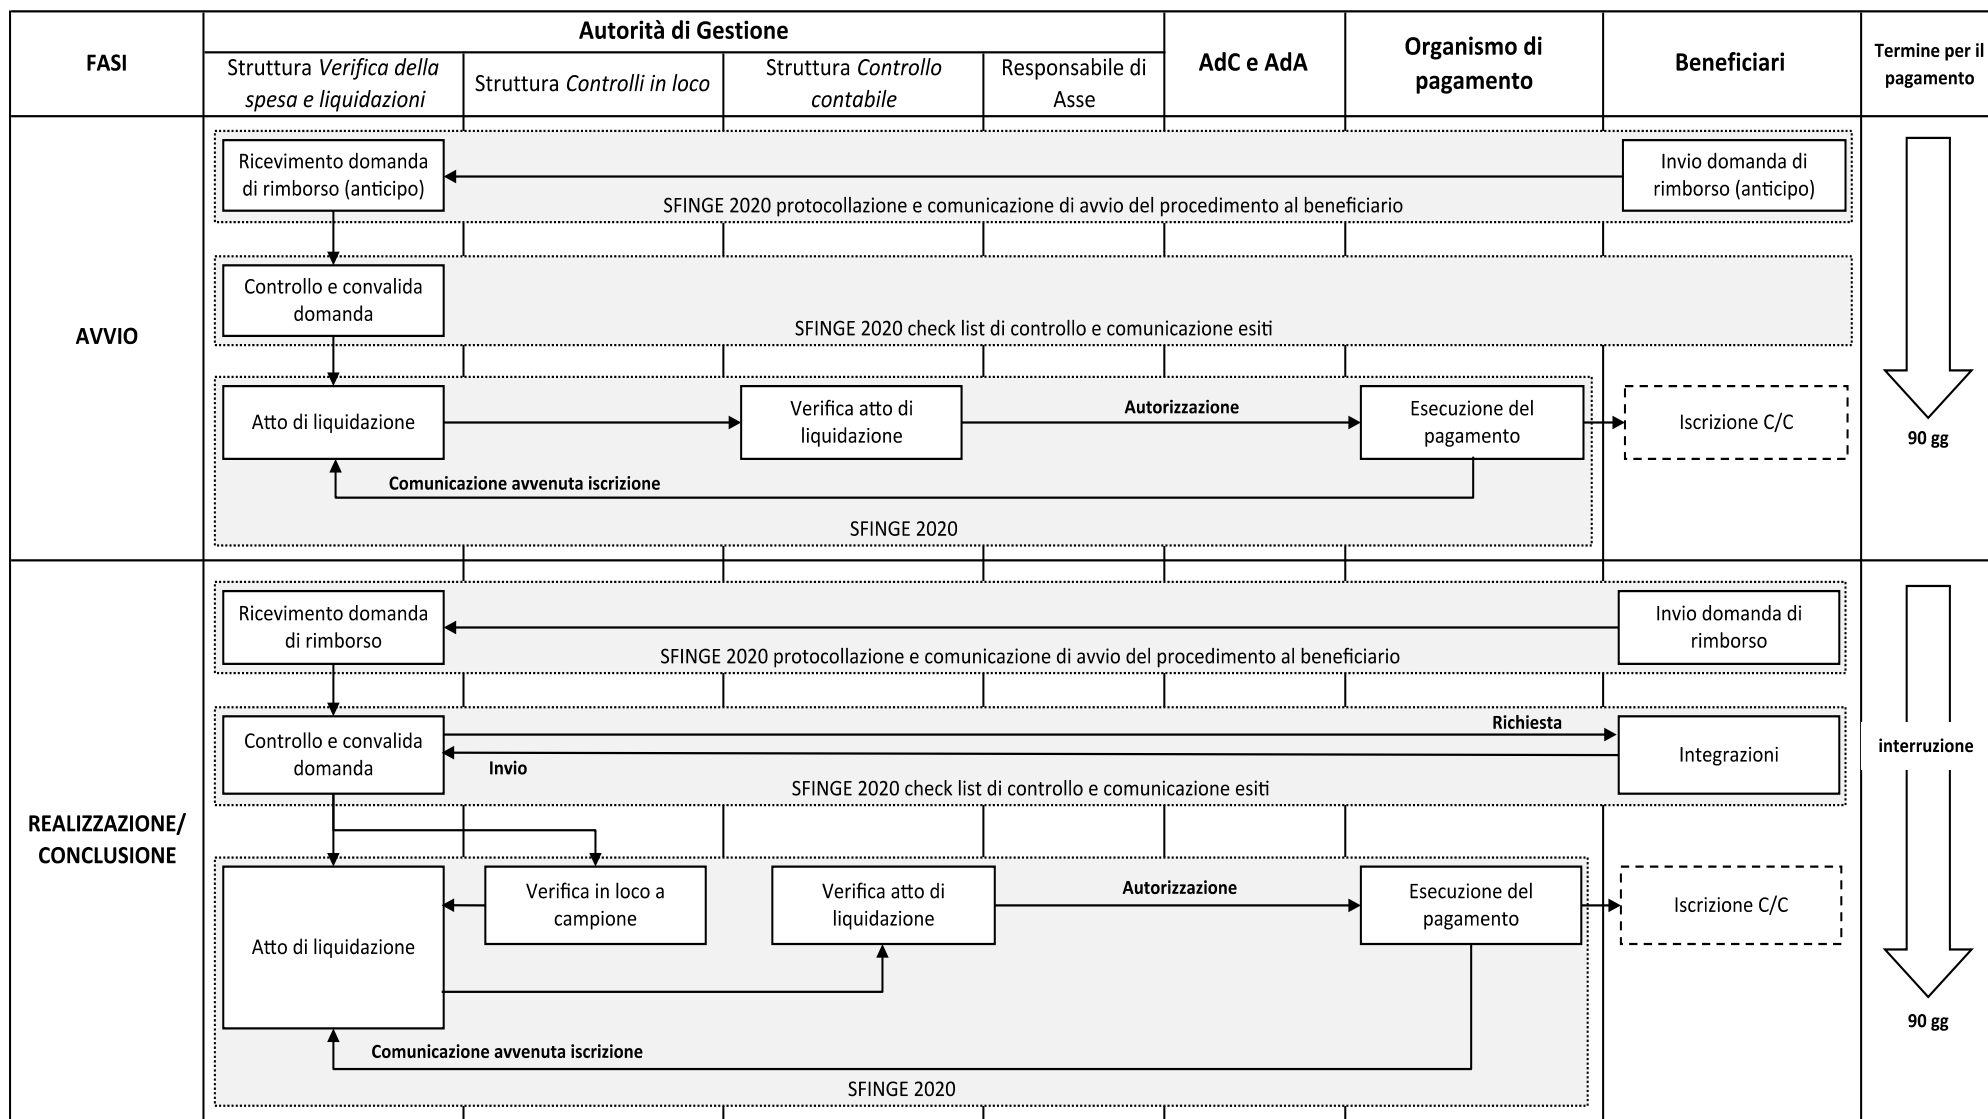 FASI
Autorità di Gestione
Struttura Verifica della
spesa e liquidazioni
Struttura Controlli in loco
Struttura Controllo
contabile
Responsabile di
Asse
AdC e AdA
Organismo di
pagamento
Beneficiari
Termine per il
pagamento
AVVIO
Ricevimento domanda
di rimborso (anticipo)
Invio domanda di
rimborso (anticipo)
SFINGE 2020 protocollazione e comunicazione di avvio del procedimento al beneficiario
Controllo e convalida
domanda
SFINGE 2020 check list di controllo e comunicazione esiti
Atto di liquidazione
Verifica atto di
liquidazione
Autorizzazione
Esecuzione del
pagamento
Iscrizione C/C
90 gg
Comunicazione avvenuta iscrizione
SFINGE 2020
REALIZZAZIONE/
CONCLUSIONE
Ricevimento domanda
di rimborso
Invio domanda di
rimborso
SFINGE 2020 protocollazione e comunicazione di avvio del procedimento al beneficiario
Controllo e convalida
domanda
Richiesta
Invio
Integrazioni
interruzione
SFINGE 2020 check list di controllo e comunicazione esiti
Atto di liquidazione
Verifica in loco a
campione
Verifica atto di
liquidazione
Autorizzazione
Esecuzione del
pagamento
Iscrizione C/C
90 gg
Comunicazione avvenuta iscrizione
SFINGE 2020